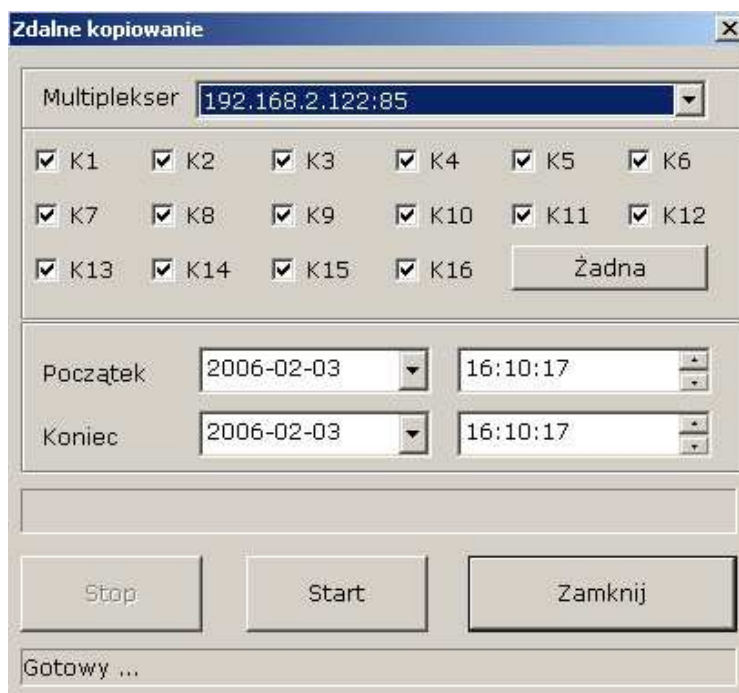 Zdalne kopiowanie
Multiplekser 192.168.2.122:85
K1 K2 K3 K4 K5 K6
K7 K8 K9 K10 K11 K12
K13 K14 K15 K16 Żadna
Początek 2006-02-03 16:10:17
Koniec 2006-02-03 16:10:17
Stop Start Zamknij
Gotowy ...